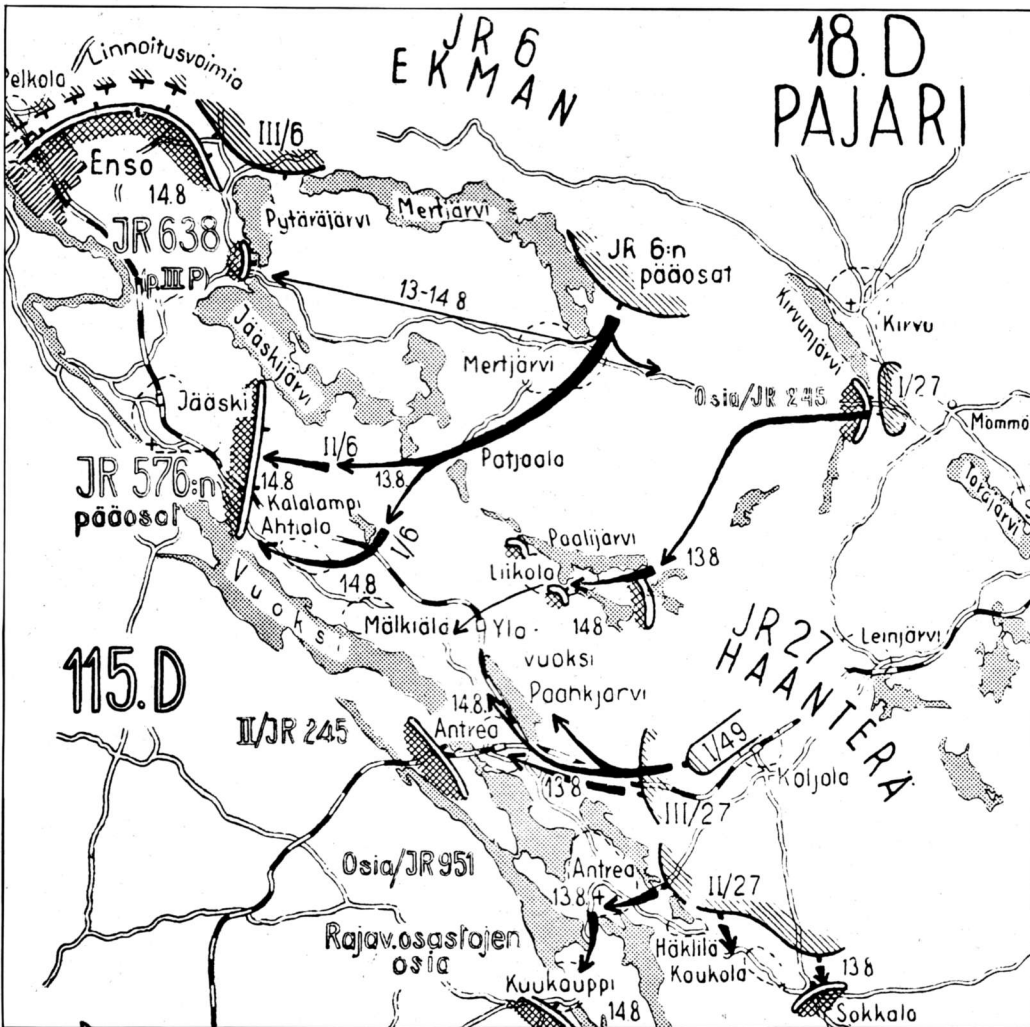 JR 6
EKMAN
18.D
PAJARI
Linnoitusvoimia
Pelkola
III/6
Enso
14.8
JR 638
(p.III P)
Pytäräjärvi
Mertjärvi
JR 6:n
pääosat
13-14 8
Kirvunjärvi
Kirvu
Jääskijärvi
Mertjärvi
Osia/JR 245
I/27
Mömmö
Jääski
II/6
13.8
Patjaala
14.8
JR 576:n
pääosat
Kalalampi
Ahtiala
I/6
14.8
Torajärvi
Paalijärvi
13 8
Liikola
14 8
Vuoksi
Mälkiälä
Ylä-
vuoksi
JR 27
HAANTERÄ
Leinjärvi
115.D
Paahkjärvi
II/JR 245
14.8.
Antrea
I/49
13 8
Koljola
III/27
Osia/JR 951
Antrea
13.8
II/27
Rajav.osastojen
osia
Häklilä
Koukola
13 8
Kuukauppi
14 8
Sokkala